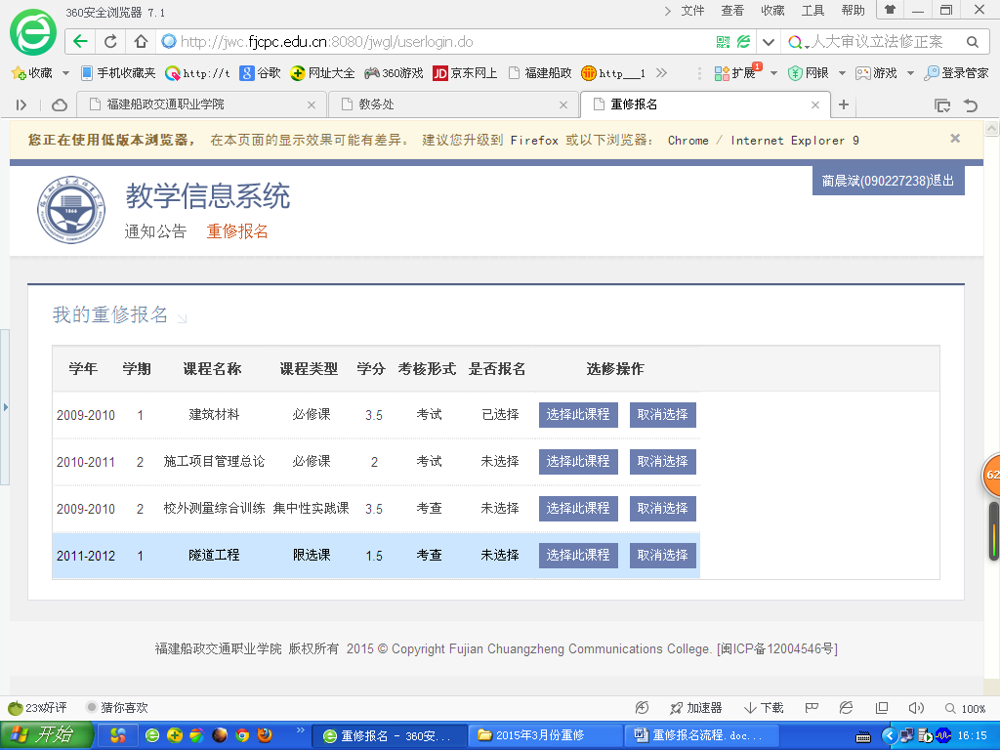 360安全浏览器 7.1
文件 查看 收藏 工具 帮助
http://jwc.fjcpc.edu.cn:8080/jwgl/userlogin.do
人大审议立法修正案
收藏 手机收藏夹 http://t 谷歌 网址大全 360游戏 JD 京东网上 福建船政 http___1 扩展 1 网银 游戏 登录管家
福建船政交通职业学院 教务处 重修报名
您正在使用低版本浏览器， 在本页面的显示效果可能有差异。 建议您升级到 Firefox 或以下浏览器： Chrome / Internet Explorer 9
蔺晨斌(090227238)退出
教学信息系统
通知公告 重修报名
我的重修报名
学年 学期 课程名称 课程类型 学分 考核形式 是否报名 选修操作
2009-2010 1 建筑材料 必修课 3.5 考试 已选择 选择此课程 取消选择
2010-2011 2 施工项目管理总论 必修课 2 考试 未选择 选择此课程 取消选择
2009-2010 2 校外测量综合训练 集中性实践课 3.5 考查 未选择 选择此课程 取消选择
2011-2012 1 隧道工程 限选课 1.5 考查 未选择 选择此课程 取消选择
62
福建船政交通职业学院 版权所有 2015 © Copyright Fujian Chuangzheng Communications College. [闽ICP备12004546号]
23%好评 猜你喜欢 加速器 下载 100%
开始 重修报名 - 360安... 2015年3月份重修 重修报名流程.doc... 16:15